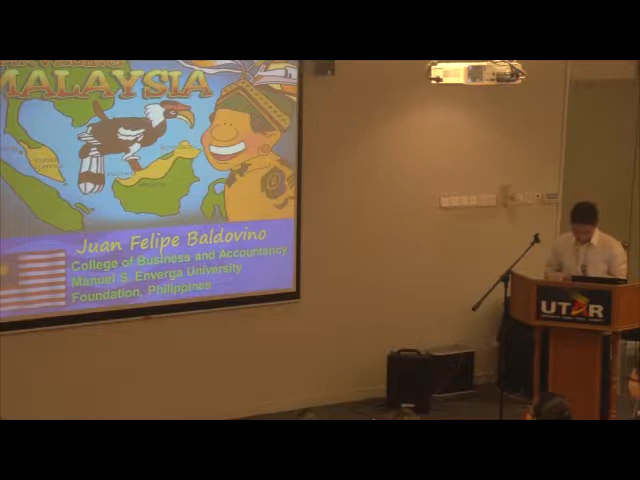 MALAYSIA
Juan Felipe Baldovino
College of Business and Accountancy
Manuel S. Enverga University
Foundation, Philippines
UTAR